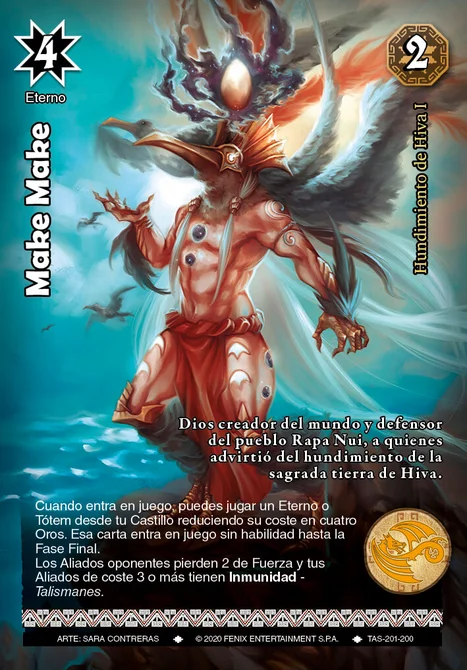 4
2
Eterno
Make Make
Hundimiento de Hiva I
Dios creador del mundo y defensor
del pueblo Rapa Nui, a quienes
advirtió del hundimiento de la
sagrada tierra de Hiva.
Cuando entra en juego, puedes jugar un Eterno o
Tótem desde tu Castillo reduciendo su coste en cuatro
Oros. Esa carta entra en juego sin habilidad hasta la
Fase Final.
Los Aliados oponentes pierden 2 de Fuerza y tus
Aliados de coste 3 o más tienen Inmunidad -
Talismanes.
ARTE: SARA CONTRERAS © 2020 FENIX ENTERTAINMENT S.P.A. TAS-201-200